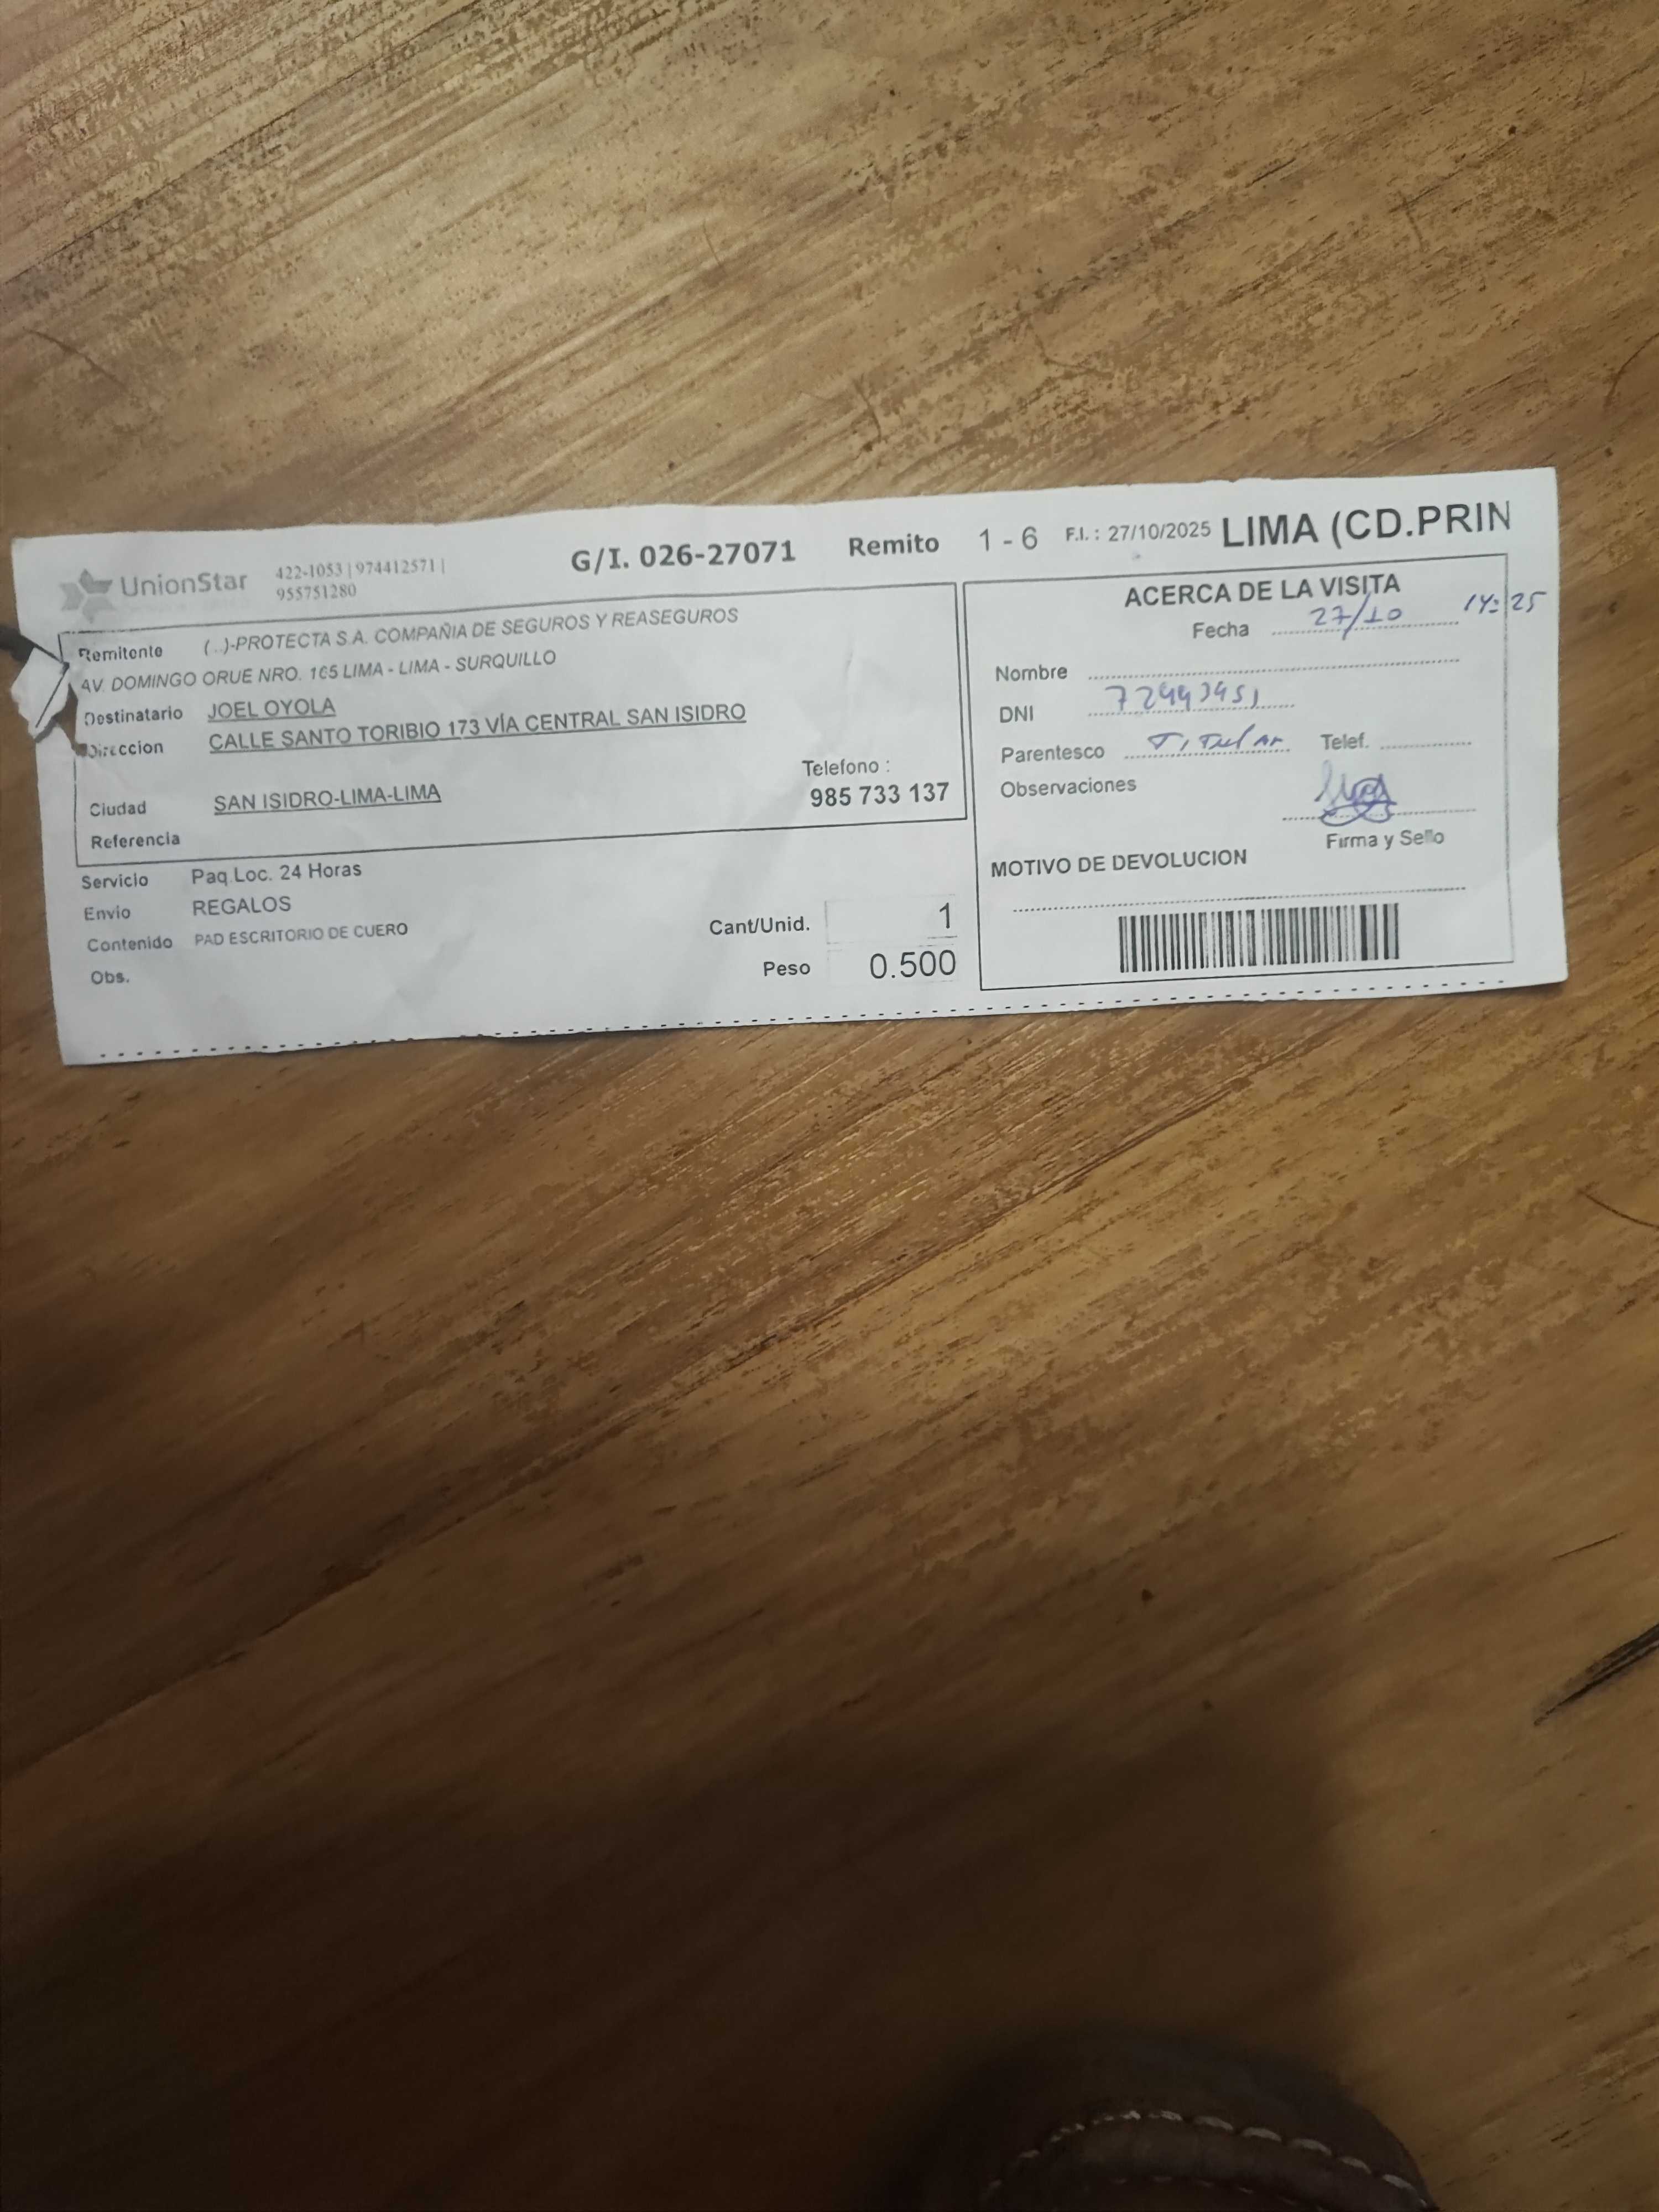 UnionStar
422-1053 | 974412571 |
955751280
G/I. 026-27071 Remito 1 - 6 F.I. : 27/10/2025 LIMA (CD.PRIN
Remitente (..)-PROTECTA S.A. COMPAÑIA DE SEGUROS Y REASEGUROS
AV. DOMINGO ORUE NRO. 165 LIMA - LIMA - SURQUILLO
Destinatario JOEL OYOLA
Direccion CALLE SANTO TORIBIO 173 VÍA CENTRAL SAN ISIDRO
Telefono :
Ciudad SAN ISIDRO-LIMA-LIMA 985 733 137
Referencia
Servicio Paq.Loc. 24 Horas
Envio REGALOS
Contenido PAD ESCRITORIO DE CUERO
Obs.
Cant/Unid. 1
Peso 0.500
ACERCA DE LA VISITA
Fecha 27/10 14:25
Nombre
DNI
Parentesco Titular Telef.
Observaciones
Firma y Sello
MOTIVO DE DEVOLUCION